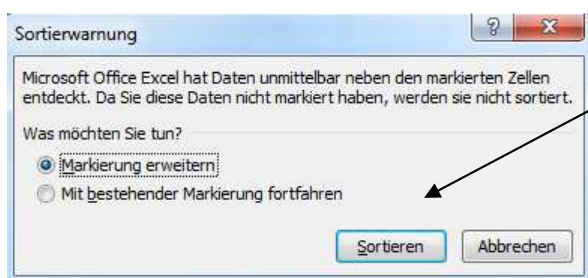 Sortierwarnung
Microsoft Office Excel hat Daten unmittelbar neben den markierten Zellen
entdeckt. Da Sie diese Daten nicht markiert haben, werden sie nicht sortiert.
Was möchten Sie tun?
Markierung erweitern
Mit bestehender Markierung fortfahren
Sortieren Abbrechen